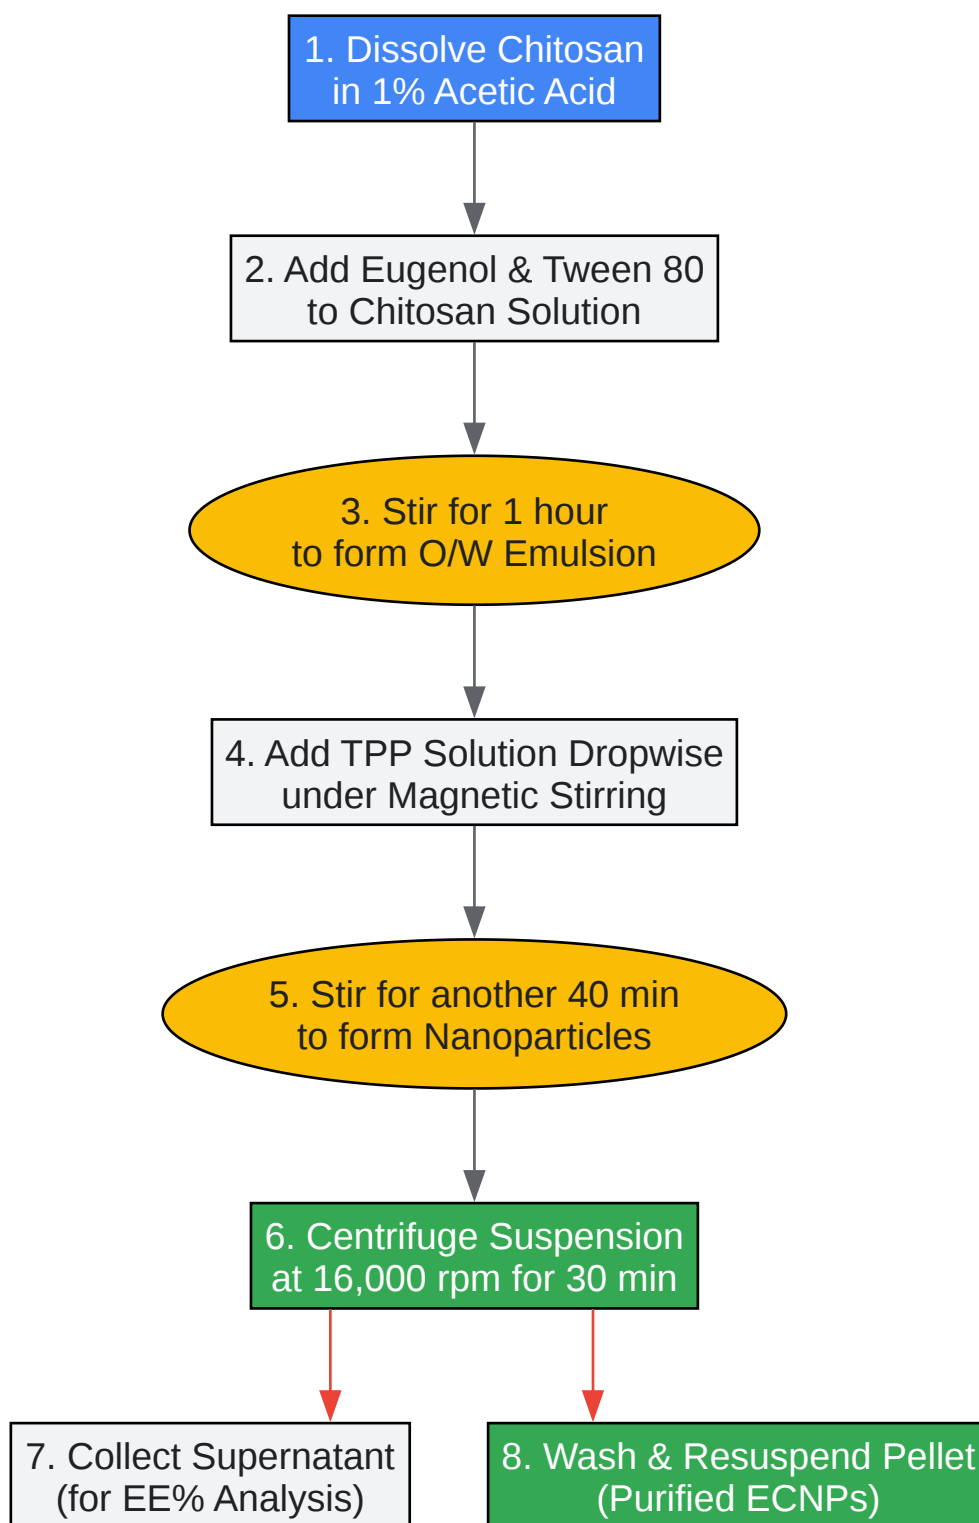 1. Dissolve Chitosan
in 1% Acetic Acid
2. Add Eugenol & Tween 80
to Chitosan Solution
3. Stir for 1 hour
to form O/W Emulsion
4. Add TPP Solution Dropwise
under Magnetic Stirring
5. Stir for another 40 min
to form Nanoparticles
6. Centrifuge Suspension
at 16,000 rpm for 30 min
7. Collect Supernatant
(for EE% Analysis)
8. Wash & Resuspend Pellet
(Purified ECNPs)